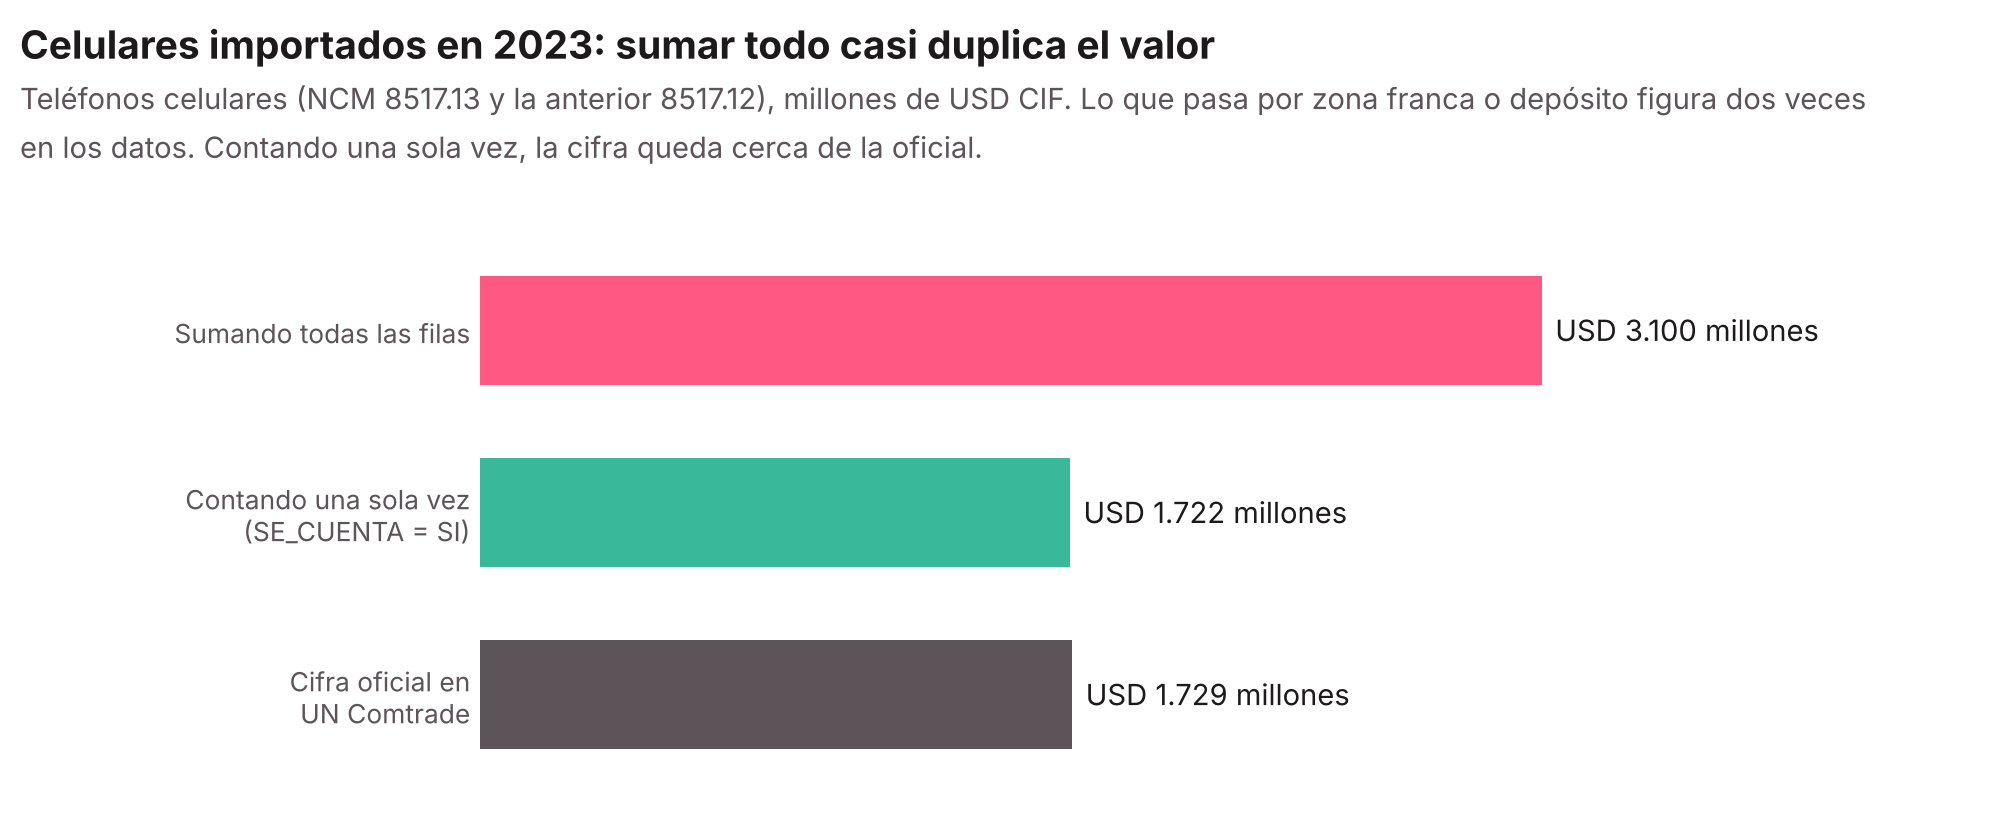 Celulares importados en 2023: sumar todo casi duplica el valor
Teléfonos celulares (NCM 8517.13 y la anterior 8517.12), millones de USD CIF. Lo que pasa por zona franca o depósito figura dos veces
en los datos. Contando una sola vez, la cifra queda cerca de la oficial.
Sumando todas las filas
USD 3.100 millones
Contando una sola vez
(SE_CUENTA = SI)
USD 1.722 millones
Cifra oficial en
UN Comtrade
USD 1.729 millones